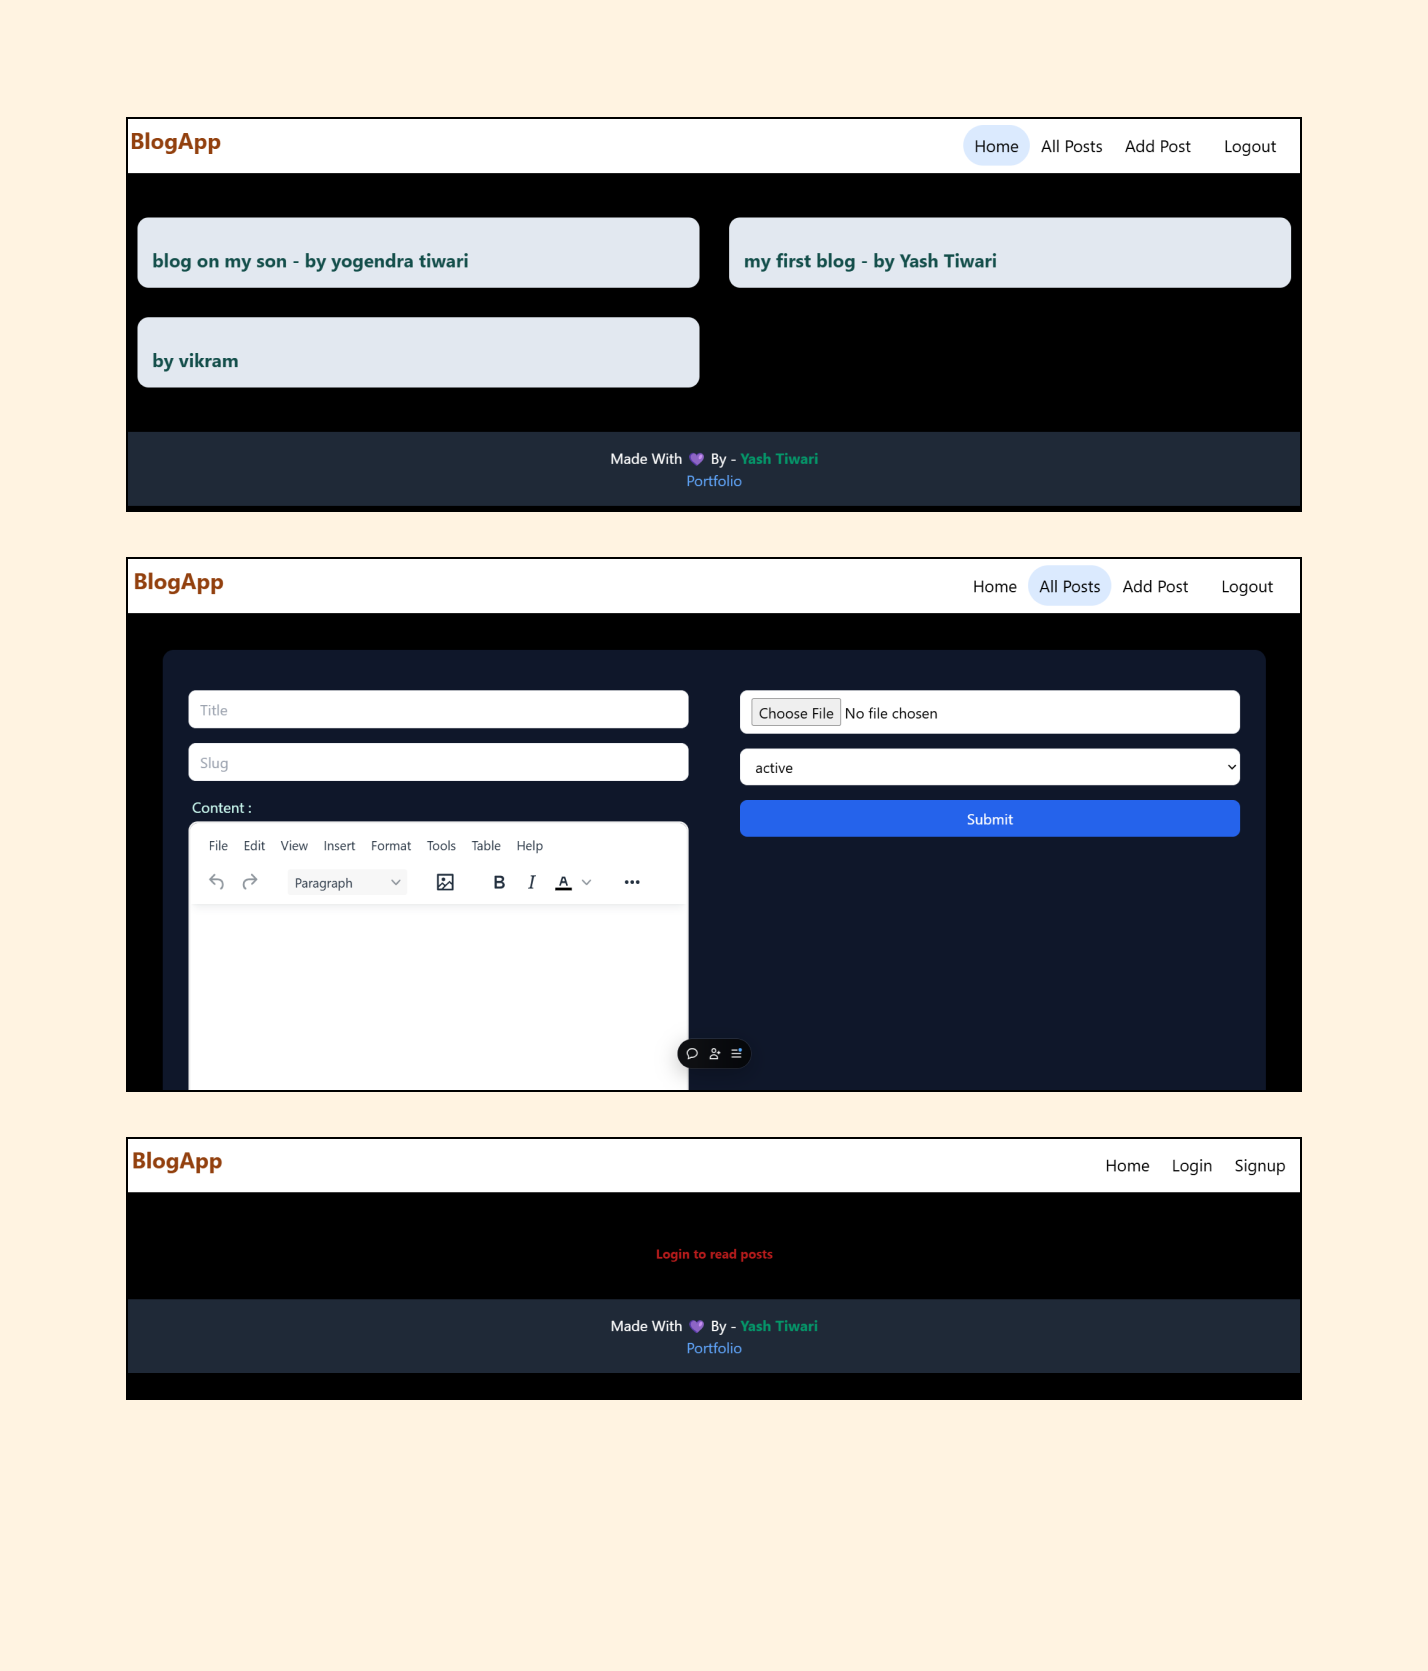 BlogApp
Home All Posts Add Post Logout
blog on my son - by yogendra tiwari
my first blog - by Yash Tiwari
by vikram
Made With 💜 By - Yash Tiwari
Portfolio
BlogApp
Home All Posts Add Post Logout
Title
Slug
Content :
File Edit View Insert Format Tools Table Help
Paragraph B I A
Choose File No file chosen
active
Submit
BlogApp
Home Login Signup
Login to read posts
Made With 💜 By - Yash Tiwari
Portfolio